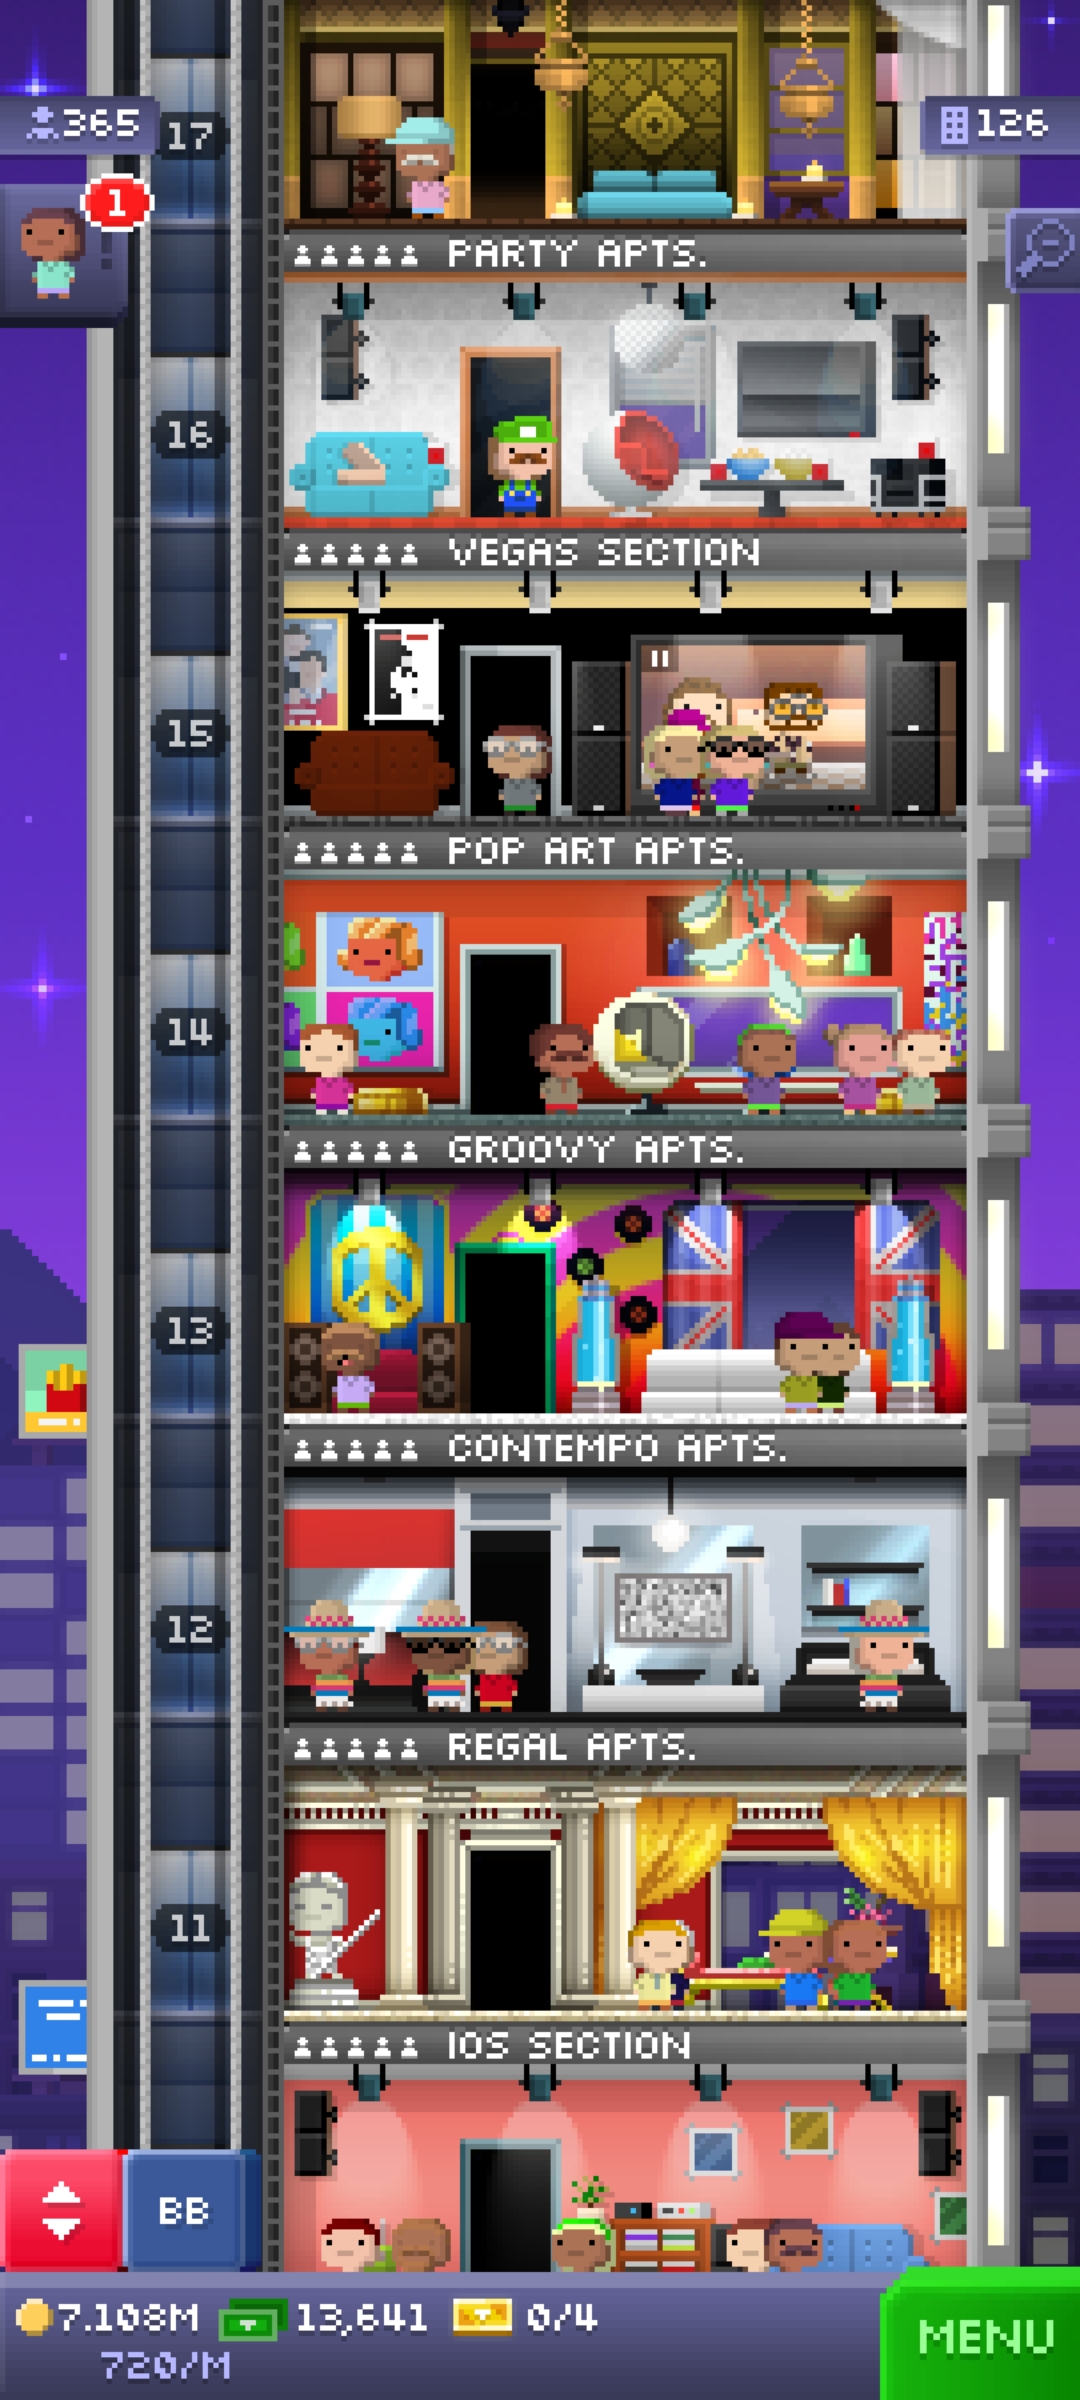 365
17
126
1
PARTY APTS.
16
VEGAS SECTION
15
POP ART APTS.
14
GROOVY APTS.
13
CONTEMPO APTS.
12
REGAL APTS.
11
IOS SECTION
BB
7.108M 13,641 0/4
720/M
MENU